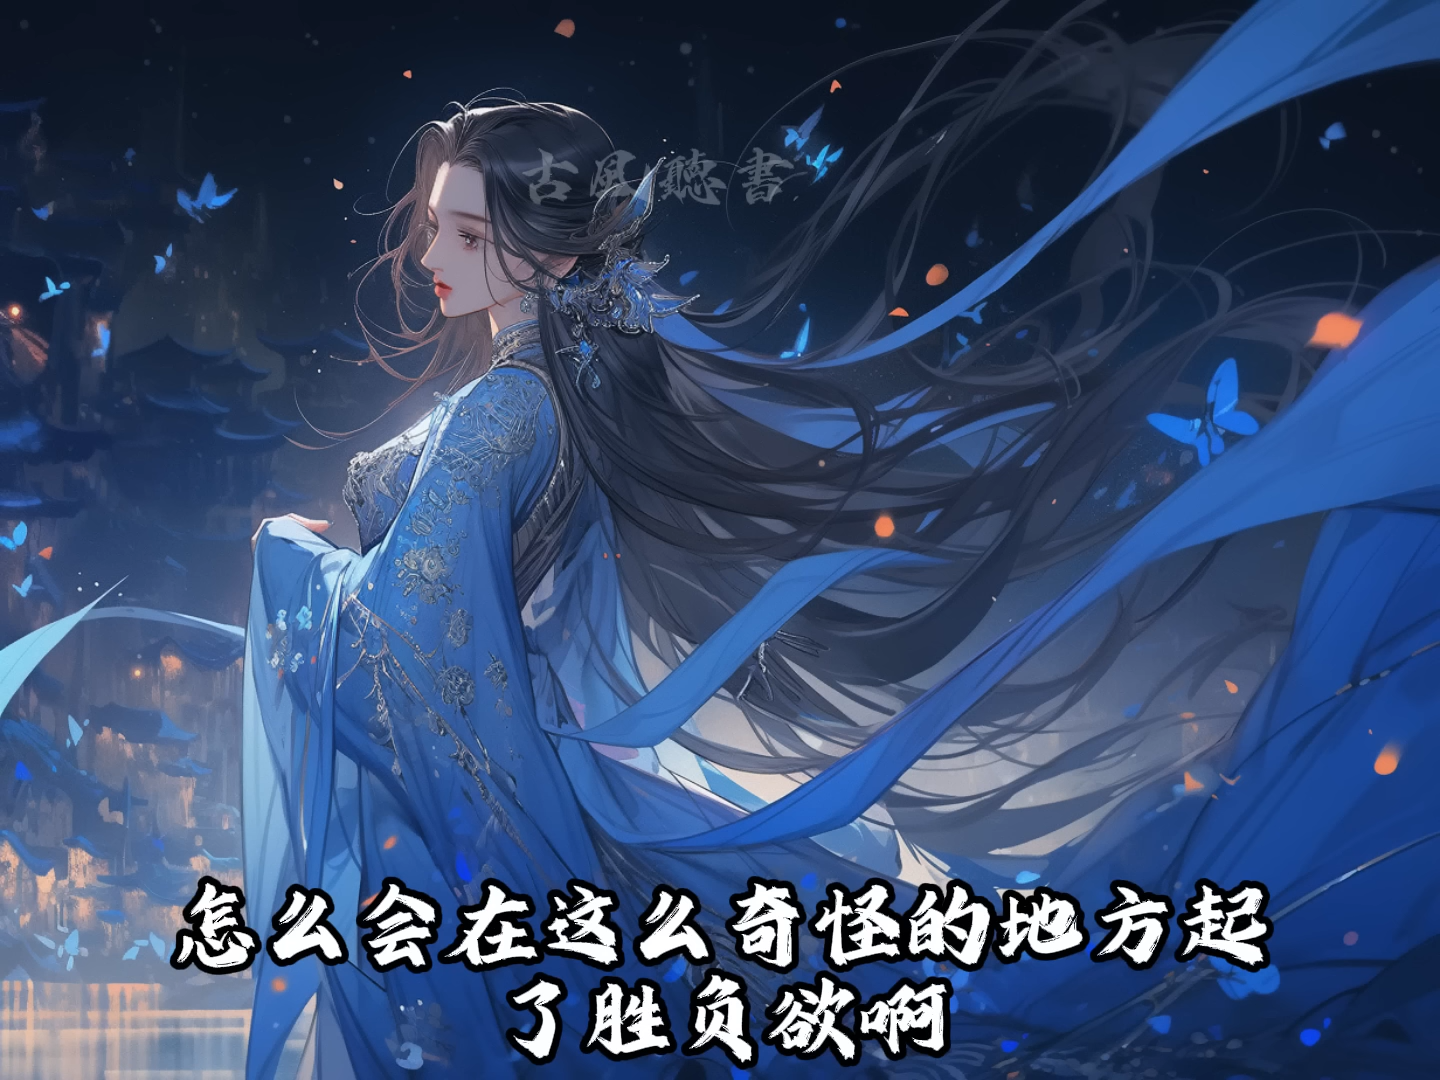 古風聽書
怎么会在这么奇怪的地方起
了胜负欲啊